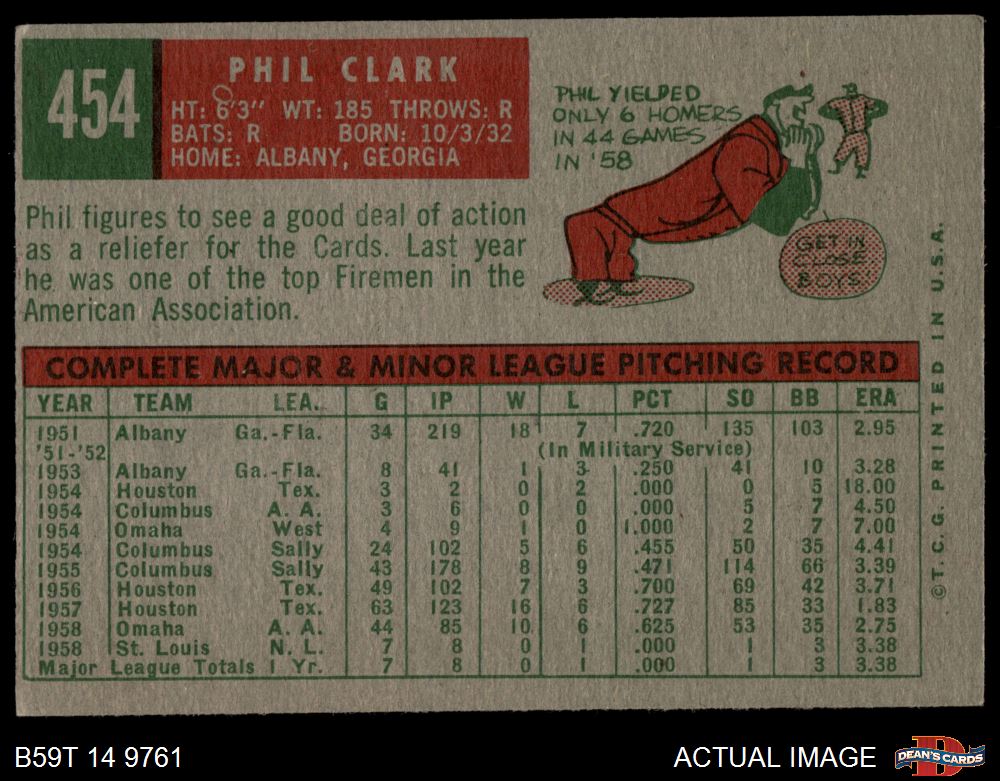 454
PHIL CLARK
HT: 6'3" WT: 185 THROWS: R
BATS: R BORN: 10/3/32
HOME: ALBANY, GEORGIA
PHIL YIELDED
ONLY 6 HOMERS
IN 44 GAMES
IN '58
GET IN
CLOSE
BOYS
Phil figures to see a good deal of action
as a reliefer for the Cards. Last year
he was one of the top Firemen in the
American Association.
COMPLETE MAJOR & MINOR LEAGUE PITCHING RECORD
YEAR TEAM LEA. G IP W L PCT SO BB ERA
1951 Albany Ga.-Fla. 34 219 18 7 .720 135 103 2.95
'51-'52 (In Military Service)
1953 Albany Ga.-Fla. 8 41 1 3 .250 41 10 3.28
1954 Houston Tex. 3 2 0 2 .000 0 5 18.00
1954 Columbus A. A. 3 6 0 0 .000 5 7 4.50
1954 Omaha West 4 9 1 0 1.000 2 7 7.00
1954 Columbus Sally 24 102 5 6 .455 50 35 4.41
1955 Columbus Sally 43 178 8 9 .471 114 66 3.39
1956 Houston Tex. 49 102 7 3 .700 69 42 3.71
1957 Houston Tex. 63 123 16 6 .727 85 33 1.83
1958 Omaha A. A. 44 85 10 6 .625 53 35 2.75
1958 St. Louis N. L. 7 8 0 1 .000 1 3 3.38
Major League Totals 1 Yr. 7 8 0 1 .000 1 3 3.38
©T. C. G. PRINTED IN U.S.A.
B59T 14 9761
ACTUAL IMAGE
D
DEAN'S CARDS